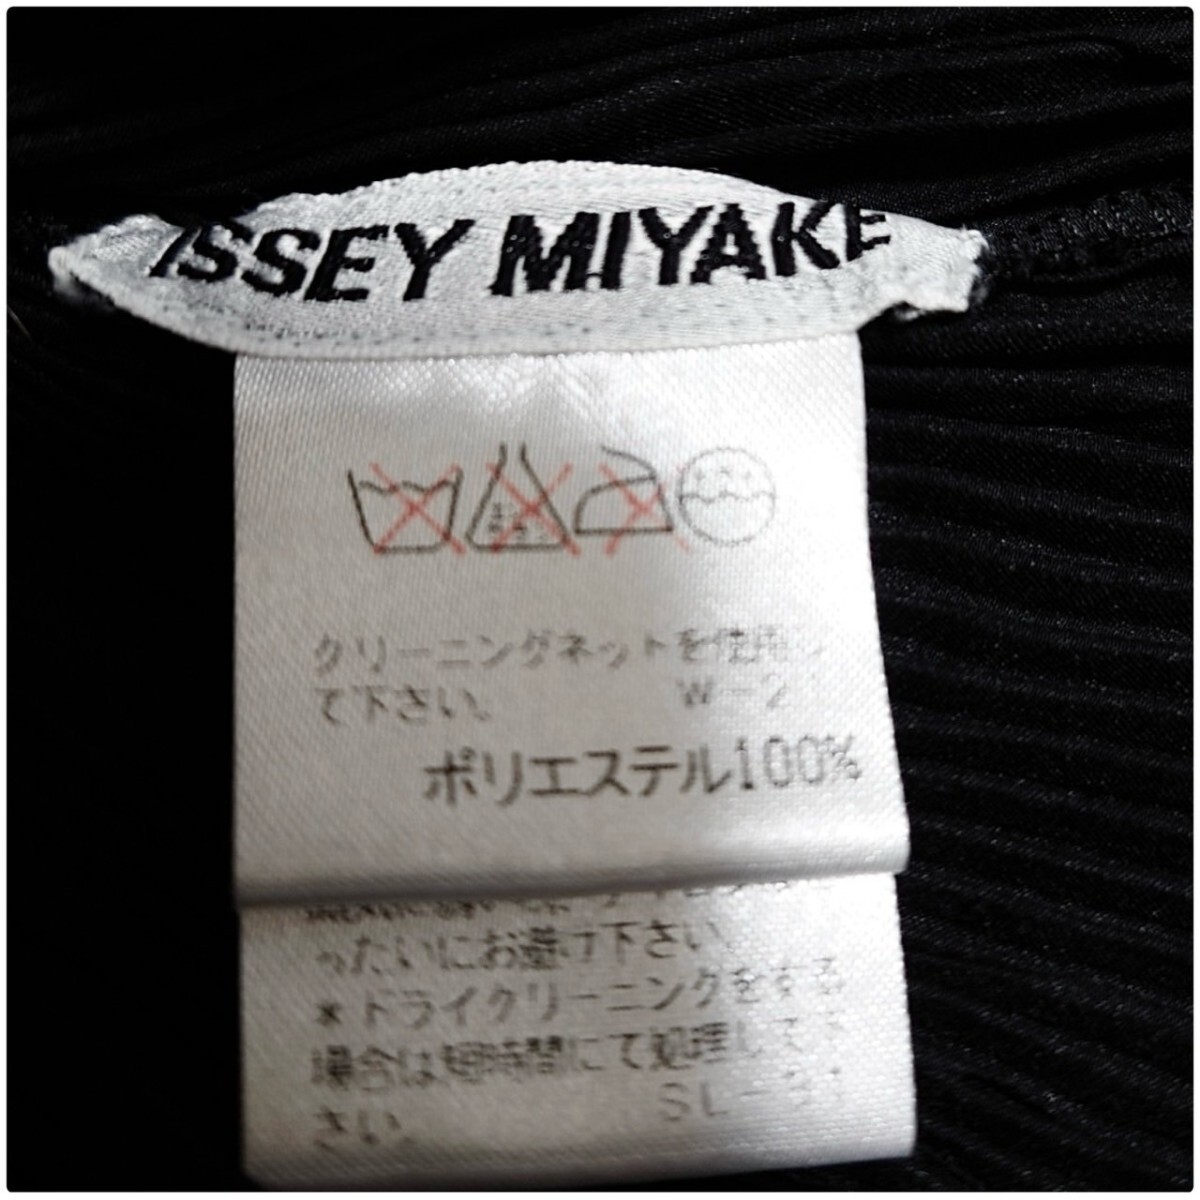 ISSEY MIYAKE
クリーニングネットを使用し
て下さい。 W-2
ポリエステル100%
ったいにお避け下さい。
*ドライクリーニングをする
場合は短時間にて処理して下
さい。 SL-